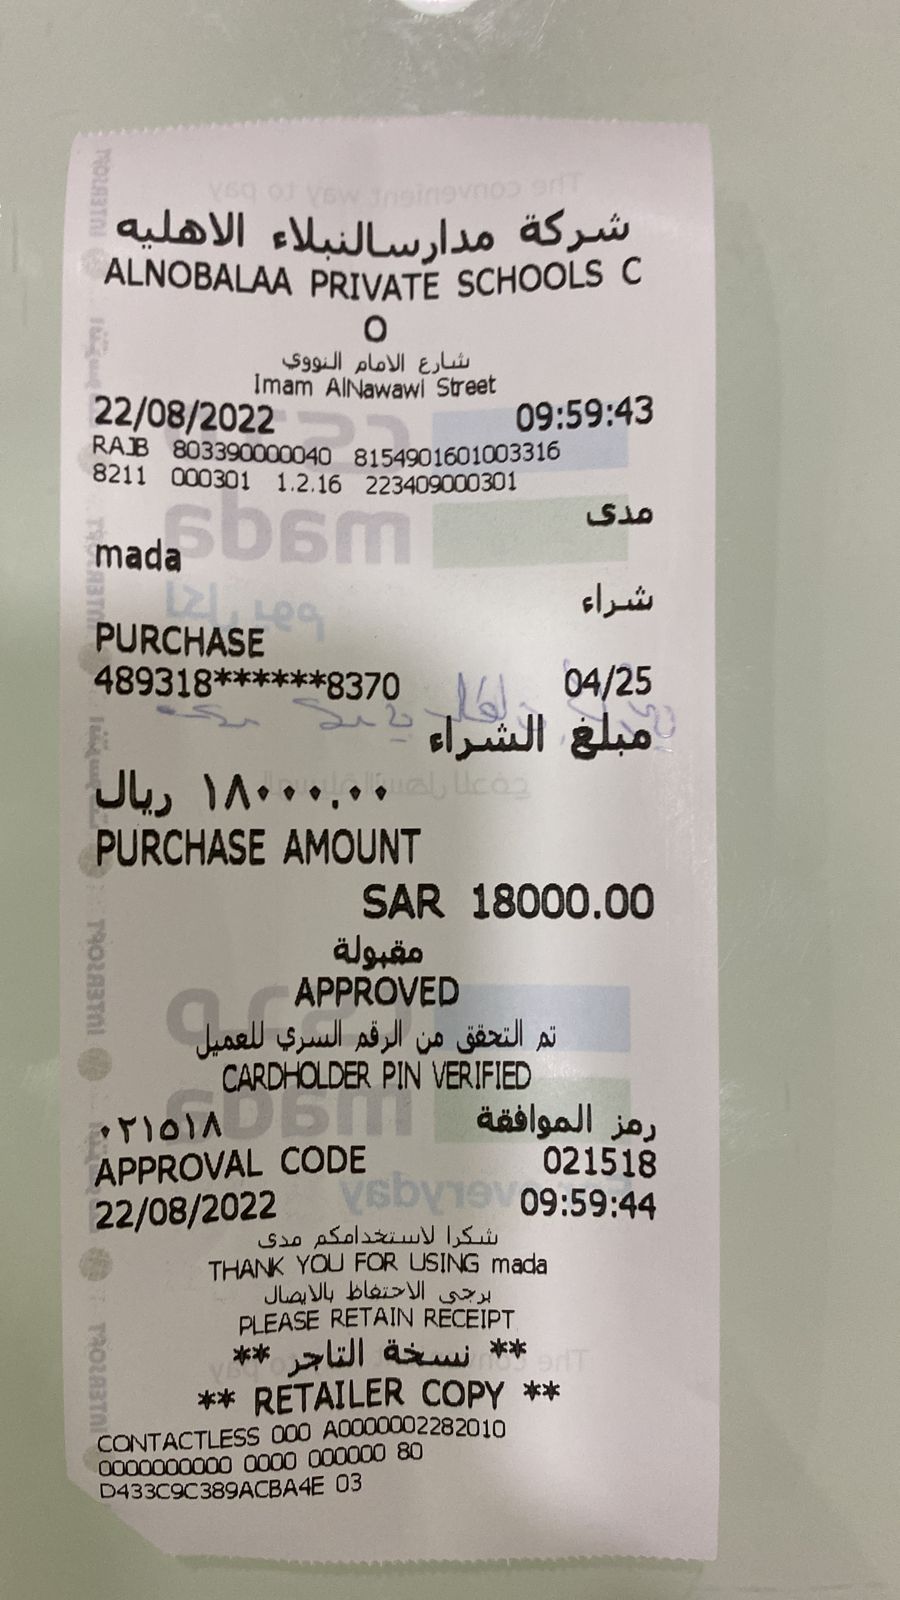 شركة مدارسالنبلاء الاهليه
ALNOBALAA PRIVATE SCHOOLS C
O
شارع الامام النووي
Imam AlNawawi Street
22/08/2022 09:59:43
RAJB 803390000040 8154901601003316
8211 000301 1.2.16 223409000301
مدى
mada
شراء
PURCHASE
489318******8370 04/25
مبلغ الشراء
١٨٠٠٠.٠٠ ريال
PURCHASE AMOUNT
SAR 18000.00
مقبولة
APPROVED
تم التحقق من الرقم السري للعميل
CARDHOLDER PIN VERIFIED
رمز الموافقة ٠٢١٥١٨
APPROVAL CODE 021518
22/08/2022 09:59:44
شكرا لاستخدامكم مدى
THANK YOU FOR USING mada
يرجى الاحتفاظ بالايصال
PLEASE RETAIN RECEIPT
** نسخة التاجر **
** RETAILER COPY **
CONTACTLESS 000 A0000002282010
0000000000 0000 000000 80
D433C9C389ACBA4E 03